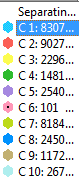 Separatin...
C 1: 8307...
C 2: 9027...
C 3: 2296...
C 4: 1481...
C 5: 2540...
C 6: 101 ...
C 7: 8184...
C 8: 2450...
C 9: 1172...
C 10: 267...